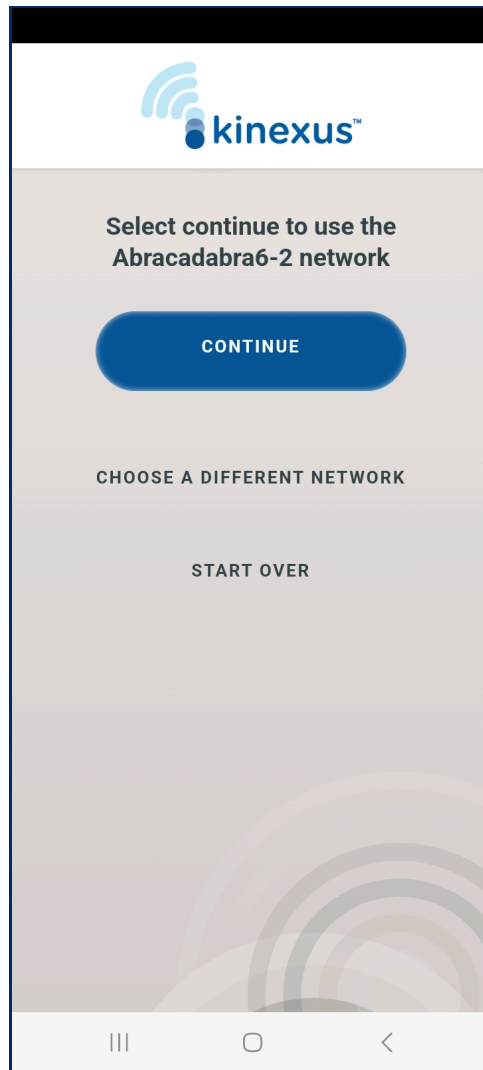 kinexus™
Select continue to use the
Abracadabra6-2 network
CONTINUE
CHOOSE A DIFFERENT NETWORK
START OVER